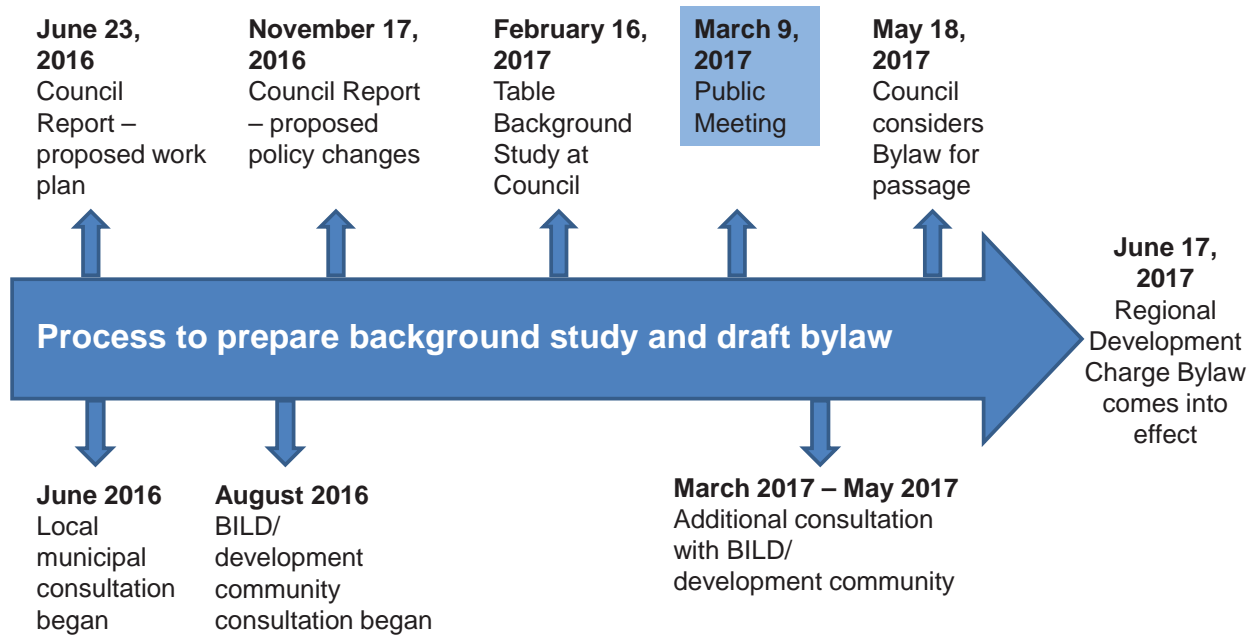 June 23,
2016
Council
Report –
proposed work
plan
November 17,
2016
Council Report
– proposed
policy changes
February 16,
2017
Table
Background
Study at
Council
March 9,
2017
Public
Meeting
May 18,
2017
Council
considers
Bylaw for
passage
Process to prepare background study and draft bylaw
June 17,
2017
Regional
Development
Charge Bylaw
comes into
effect
June 2016
Local
municipal
consultation
began
August 2016
BILD/
development
community
consultation began
March 2017 – May 2017
Additional consultation
with BILD/
development community